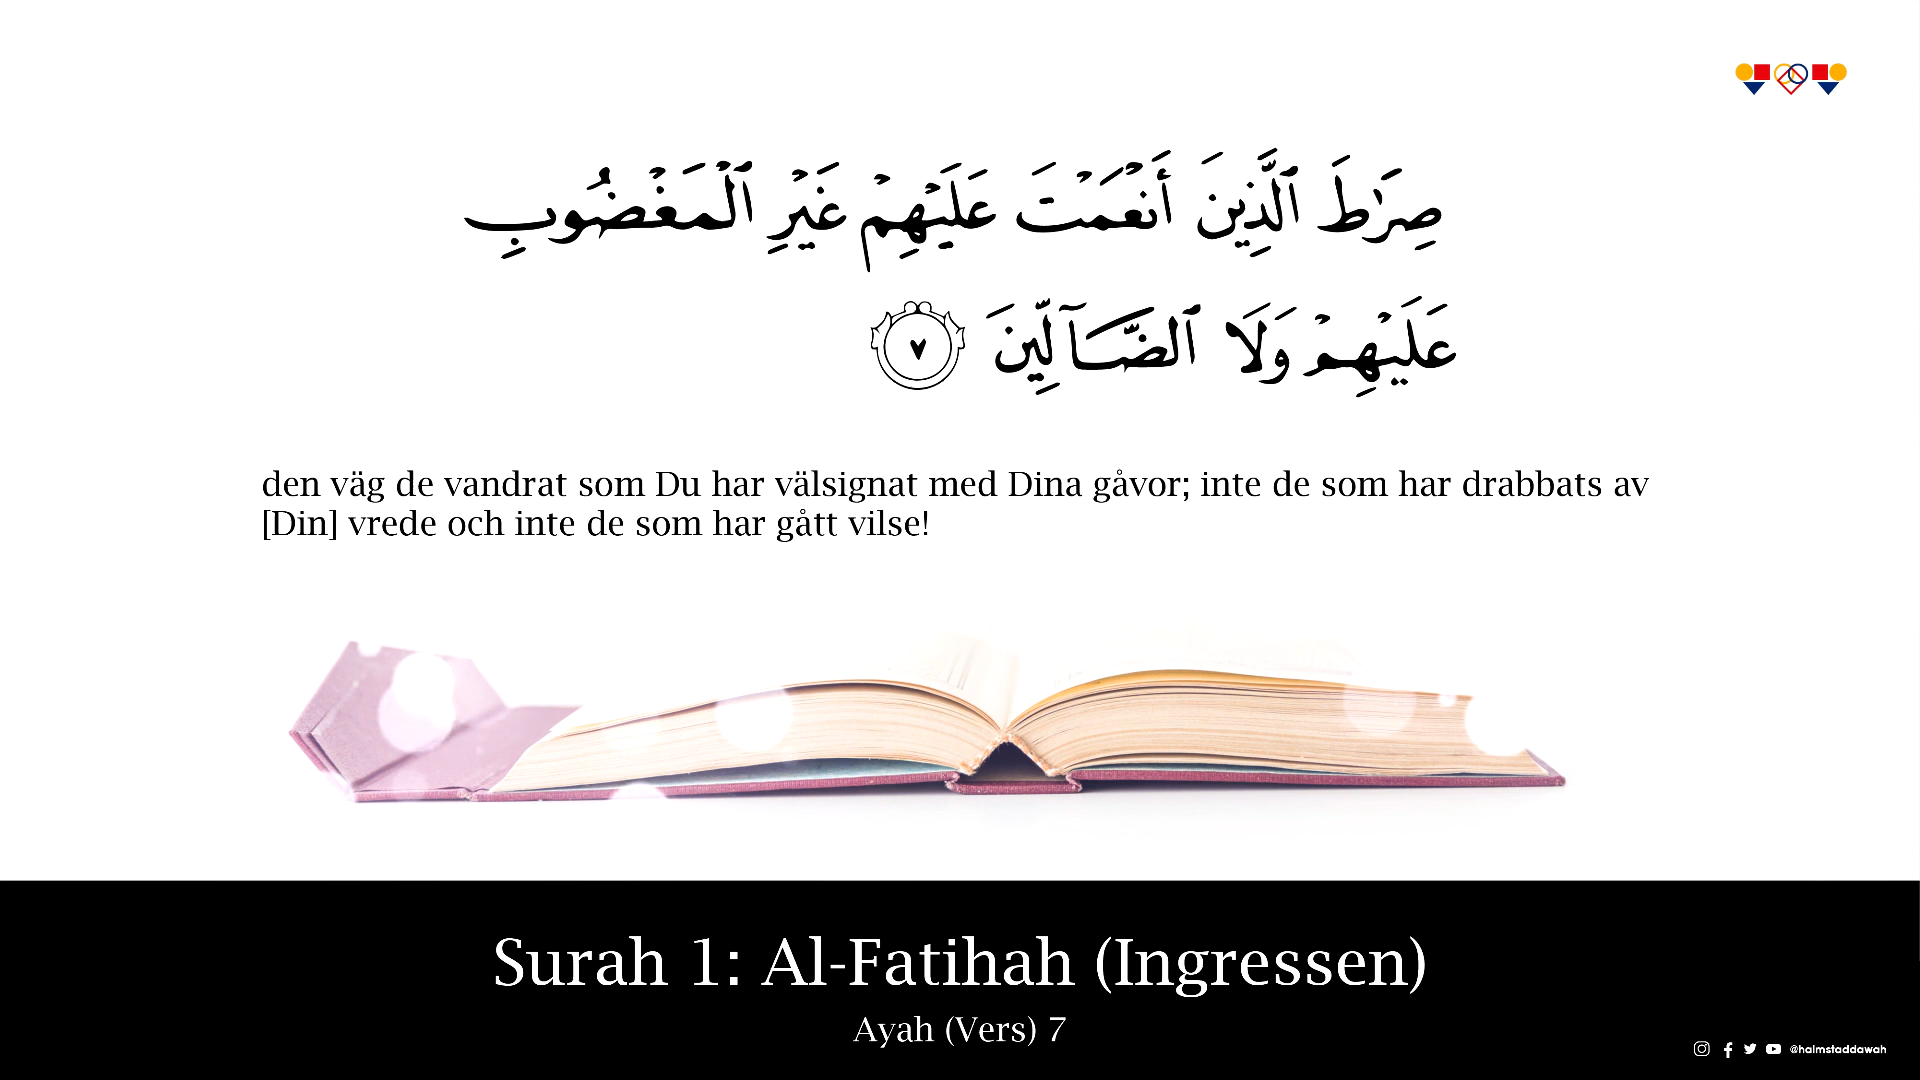 صِرَٰطَ ٱلَّذِينَ أَنْعَمْتَ عَلَيْهِمْ غَيْرِ ٱلْمَغْضُوبِ
عَلَيْهِمْ وَلَا ٱلضَّآلِّينَ ٧
den väg de vandrat som Du har välsignat med Dina gåvor; inte de som har drabbats av
[Din] vrede och inte de som har gått vilse!
Surah 1: Al-Fatihah (Ingressen)
Ayah (Vers) 7
@halmstaddawah